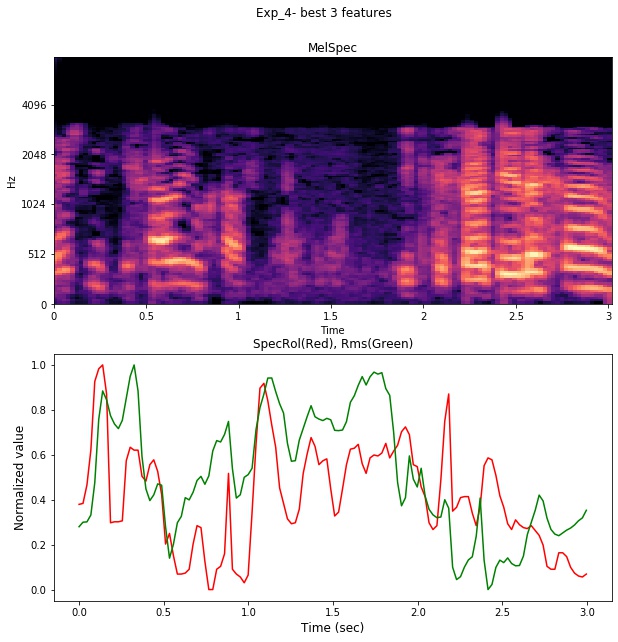 Exp_4- best 3 features
MelSpec
4096
2048
1024
512
0
Hz
0 0.5 1 1.5 2 2.5 3
Time
SpecRol(Red), Rms(Green)
1.0
0.8
0.6
0.4
0.2
0.0
Normalized value
0.0 0.5 1.0 1.5 2.0 2.5 3.0
Time (sec)